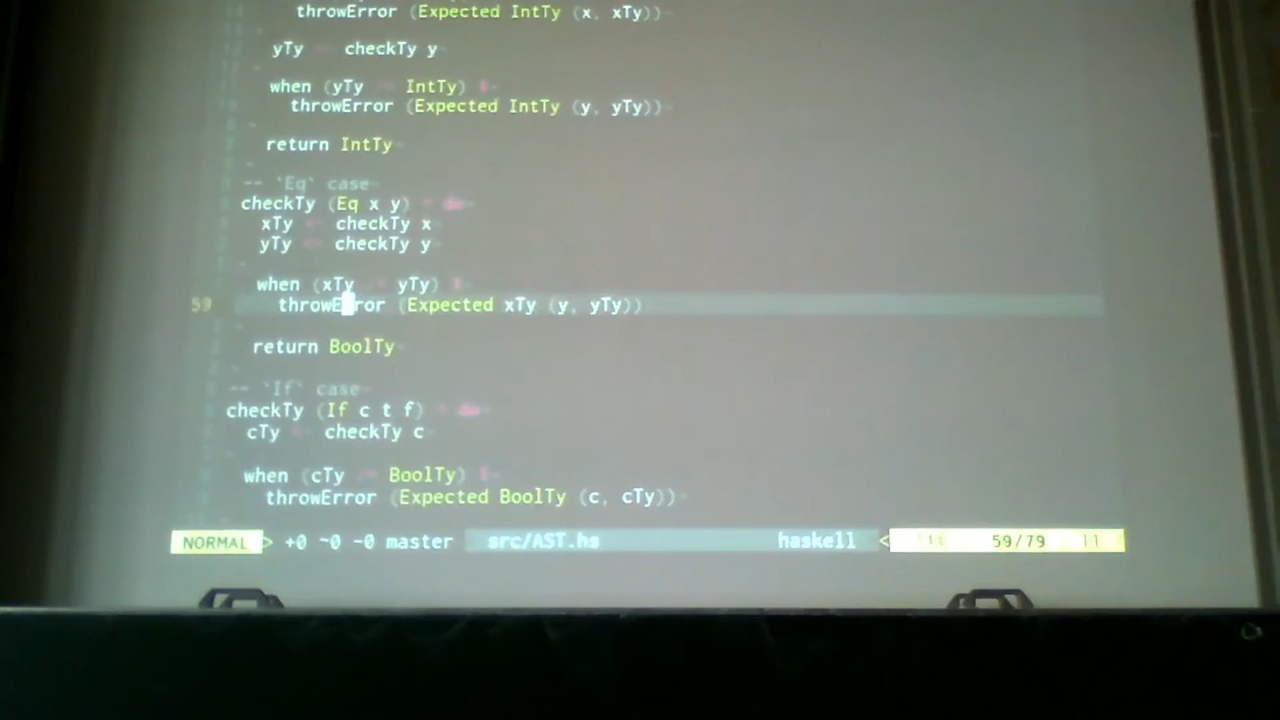 throwError (Expected IntTy (x, xTy))
yTy <- checkTy y
when (yTy /= IntTy) $
throwError (Expected IntTy (y, yTy))
return IntTy
-- `Eq` case
checkTy (Eq x y) = do
xTy <- checkTy x
yTy <- checkTy y
when (xTy /= yTy) $
59 throwError (Expected xTy (y, yTy))
return BoolTy
-- `If` case
checkTy (If c t f) = do
cTy <- checkTy c
when (cTy /= BoolTy) $
throwError (Expected BoolTy (c, cTy))
NORMAL > +0 ~0 -0 master src/AST.hs haskell < 59/79 11